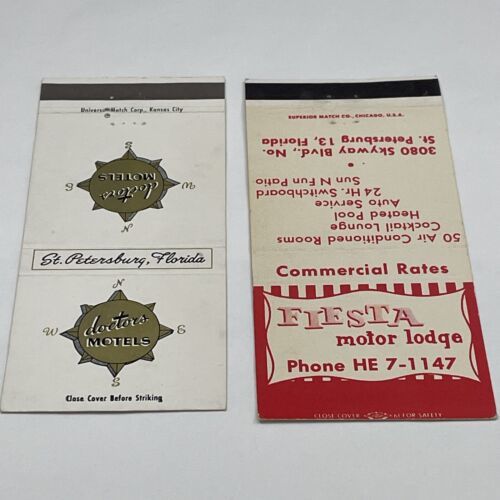 Universal Match Corp., Kansas City
N
W
E
S
doctors
MOTELS
St. Petersburg, Florida
N
W
E
S
doctors
MOTELS
Close Cover Before Striking
SUPERIOR MATCH CO., CHICAGO, U.S.A.
3080 Skyway Blvd., No.
St. Petersburg 13, Florida
50 Air Conditioned Rooms
Cocktail Lounge
Heated Pool
Auto Service
24 Hr. Switchboard
Sun N Fun Patio
Commercial Rates
FIESTA
motor lodge
Phone HE 7-1147
CLOSE COVER FOR SAFETY